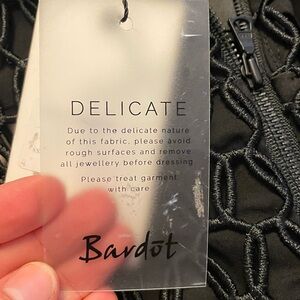 DELICATE
Due to the delicate nature
of this fabric, please avoid
rough surfaces and remove
all jewellery before dressing
Please treat garment
with care
Bardōt